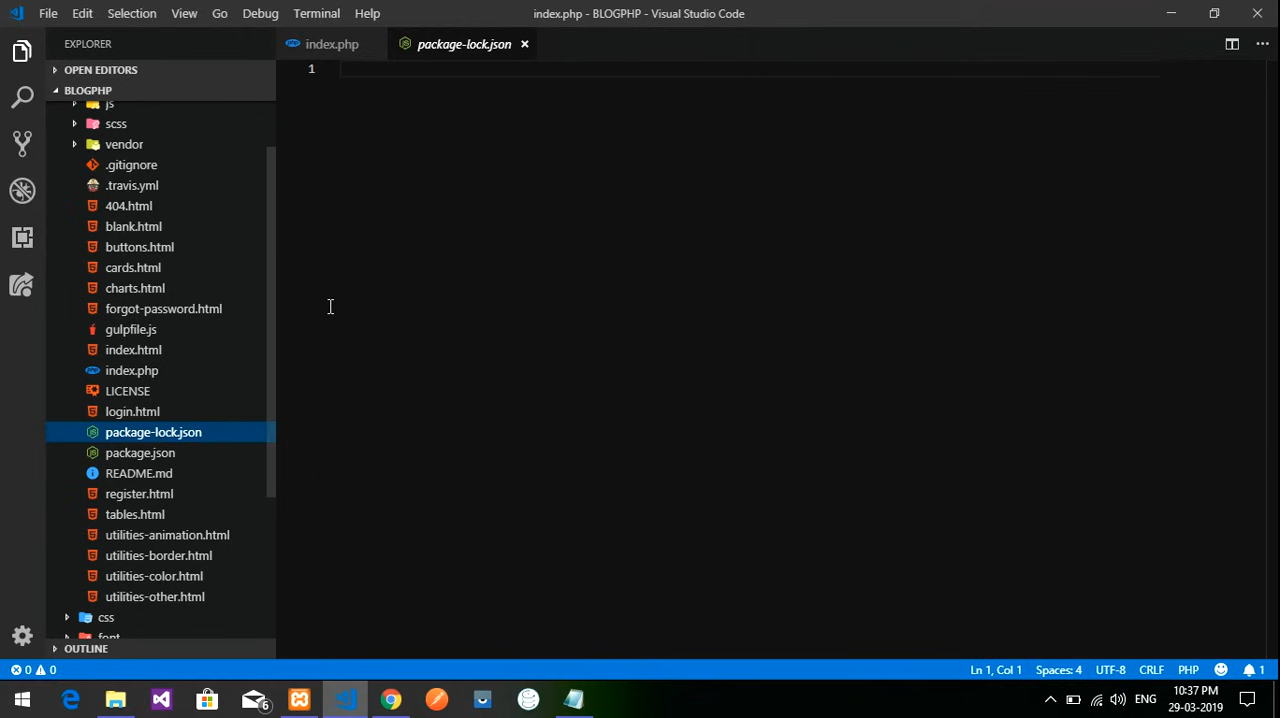 File Edit Selection View Go Debug Terminal Help
index.php - BLOGPHP - Visual Studio Code
EXPLORER
index.php
package-lock.json
OPEN EDITORS
BLOGPHP
1
js
scss
vendor
.gitignore
.travis.yml
404.html
blank.html
buttons.html
cards.html
charts.html
forgot-password.html
gulpfile.js
index.html
index.php
LICENSE
login.html
package-lock.json
package.json
README.md
register.html
tables.html
utilities-animation.html
utilities-border.html
utilities-color.html
utilities-other.html
css
font
OUTLINE
0 0
Ln 1, Col 1 Spaces: 4 UTF-8 CRLF PHP 1
6
ENG
10:37 PM
29-03-2019